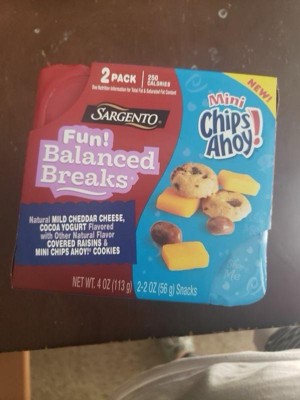 2 PACK
250 CALORIES
See Nutrition Information for Total Fat & Saturated Fat Content
NEW!
SARGENTO
Fun!
Balanced
Breaks
Mini
Chips
Ahoy!
Natural MILD CHEDDAR CHEESE,
COCOA YOGURT Flavored
with Other Natural Flavor
COVERED RAISINS &
MINI CHIPS AHOY! COOKIES
NET WT. 4 OZ (113 g) 2-2 OZ (56 g) Snacks